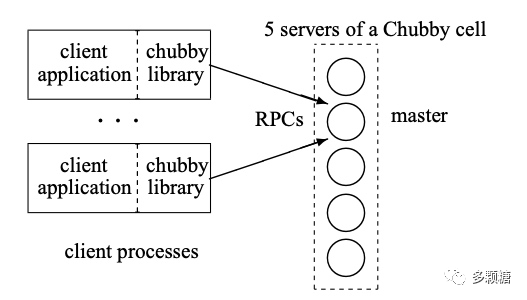 5 servers of a Chubby cell
client application
chubby library
. . .
RPCs
master
client application
chubby library
client processes
多颗糖